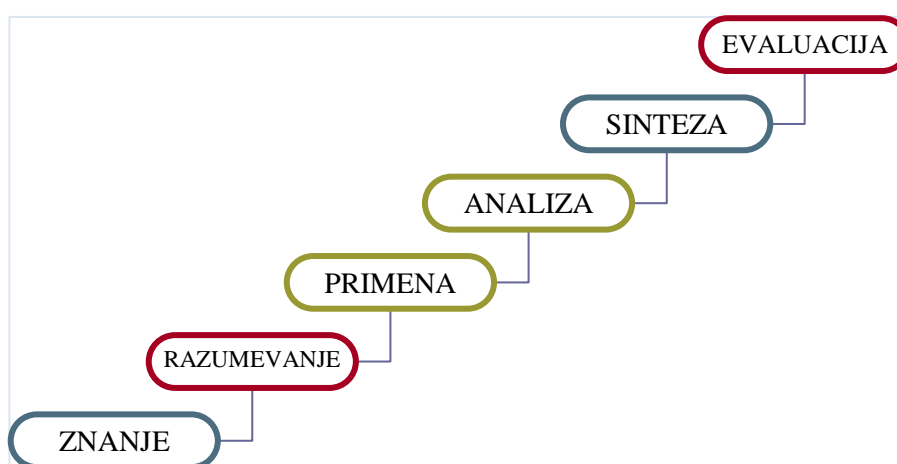 EVALUACIJA
SINTEZA
ANALIZA
PRIMENA
RAZUMEVANJE
ZNANJE